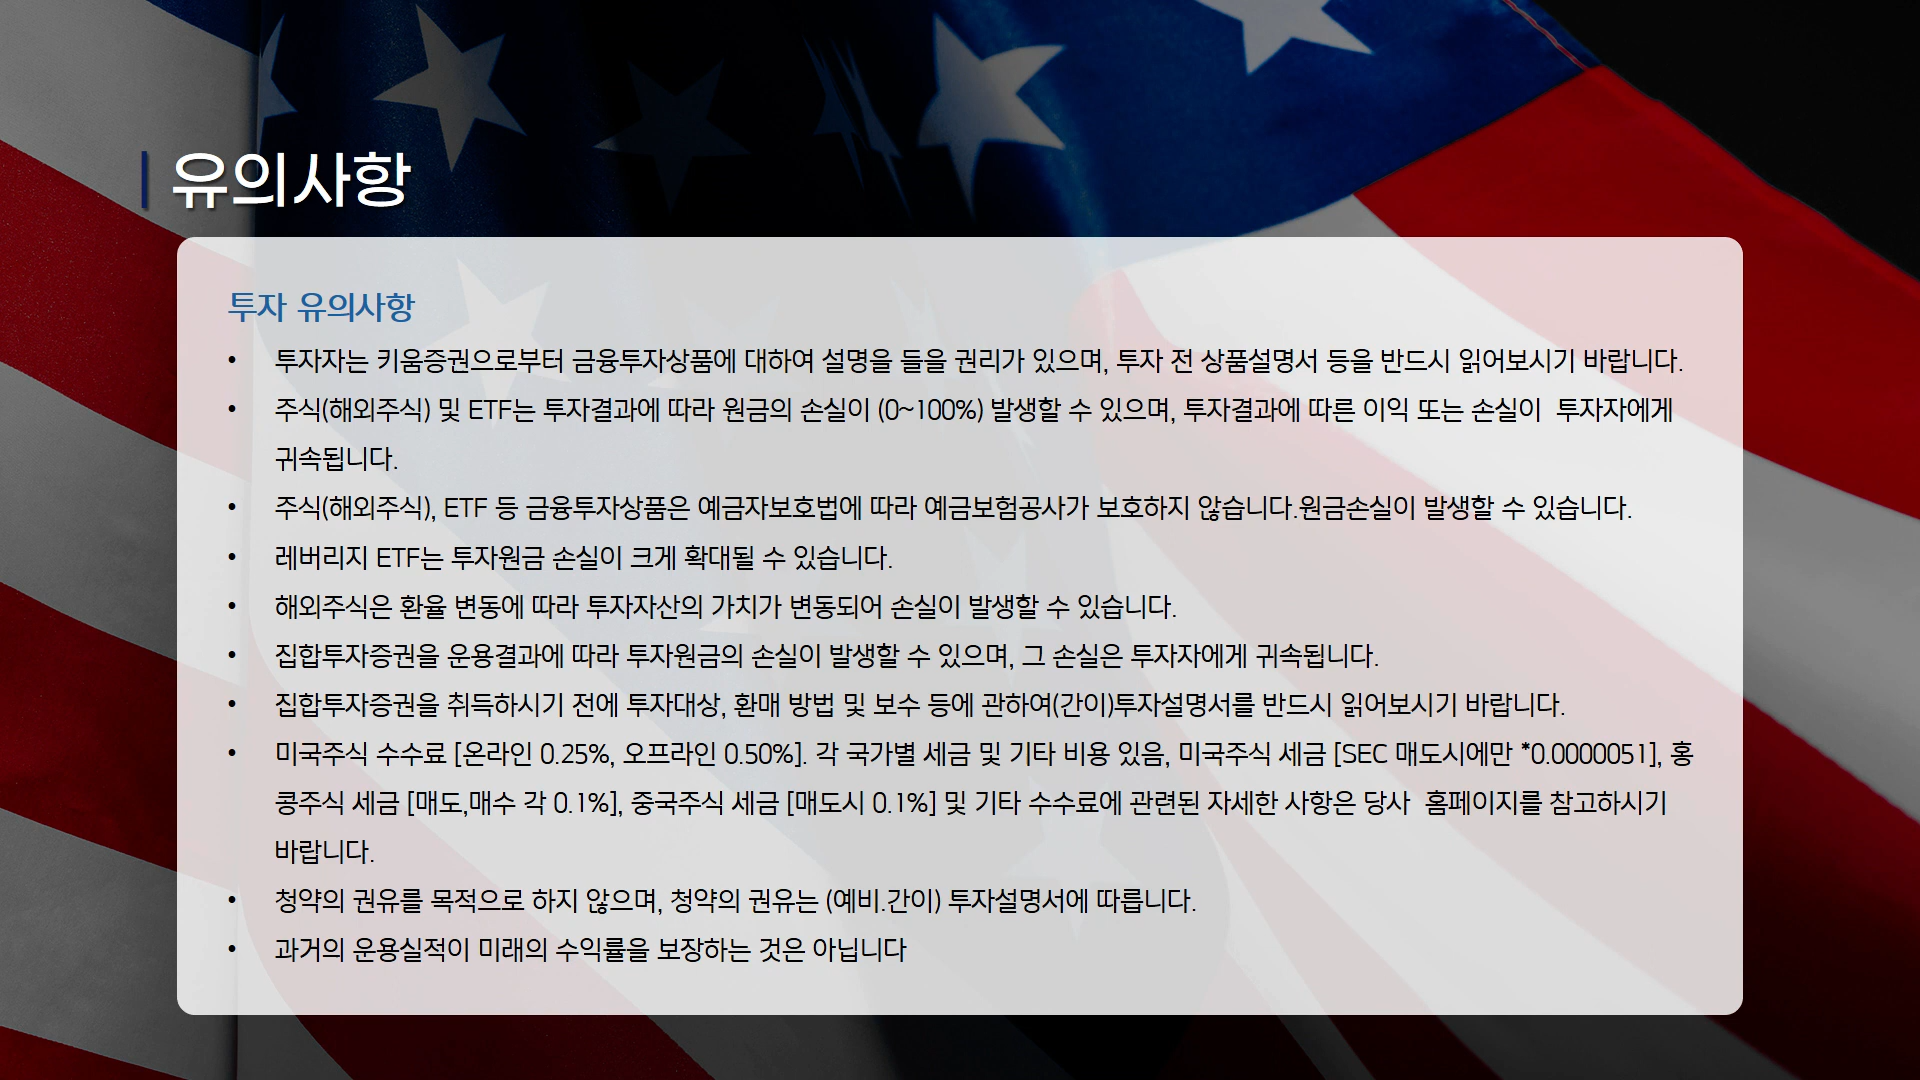 유의사항
투자 유의사항
• 투자자는 키움증권으로부터 금융투자상품에 대하여 설명을 들을 권리가 있으며, 투자 전 상품설명서 등을 반드시 읽어보시기 바랍니다.
• 주식(해외주식) 및 ETF는 투자결과에 따라 원금의 손실이 (0~100%) 발생할 수 있으며, 투자결과에 따른 이익 또는 손실이  투자자에게
귀속됩니다.
• 주식(해외주식), ETF 등 금융투자상품은 예금자보호법에 따라 예금보험공사가 보호하지 않습니다.원금손실이 발생할 수 있습니다.
• 레버리지 ETF는 투자원금 손실이 크게 확대될 수 있습니다.
• 해외주식은 환율 변동에 따라 투자자산의 가치가 변동되어 손실이 발생할 수 있습니다.
• 집합투자증권을 운용결과에 따라 투자원금의 손실이 발생할 수 있으며, 그 손실은 투자자에게 귀속됩니다.
• 집합투자증권을 취득하시기 전에 투자대상, 환매 방법 및 보수 등에 관하여(간이)투자설명서를 반드시 읽어보시기 바랍니다.
• 미국주식 수수료 [온라인 0.25%, 오프라인 0.50%]. 각 국가별 세금 및 기타 비용 있음, 미국주식 세금 [SEC 매도시에만 *0.0000051], 홍
콩주식 세금 [매도,매수 각 0.1%], 중국주식 세금 [매도시 0.1%] 및 기타 수수료에 관련된 자세한 사항은 당사  홈페이지를 참고하시기
바랍니다.
• 청약의 권유를 목적으로 하지 않으며, 청약의 권유는 (예비.간이) 투자설명서에 따릅니다.
• 과거의 운용실적이 미래의 수익률을 보장하는 것은 아닙니다